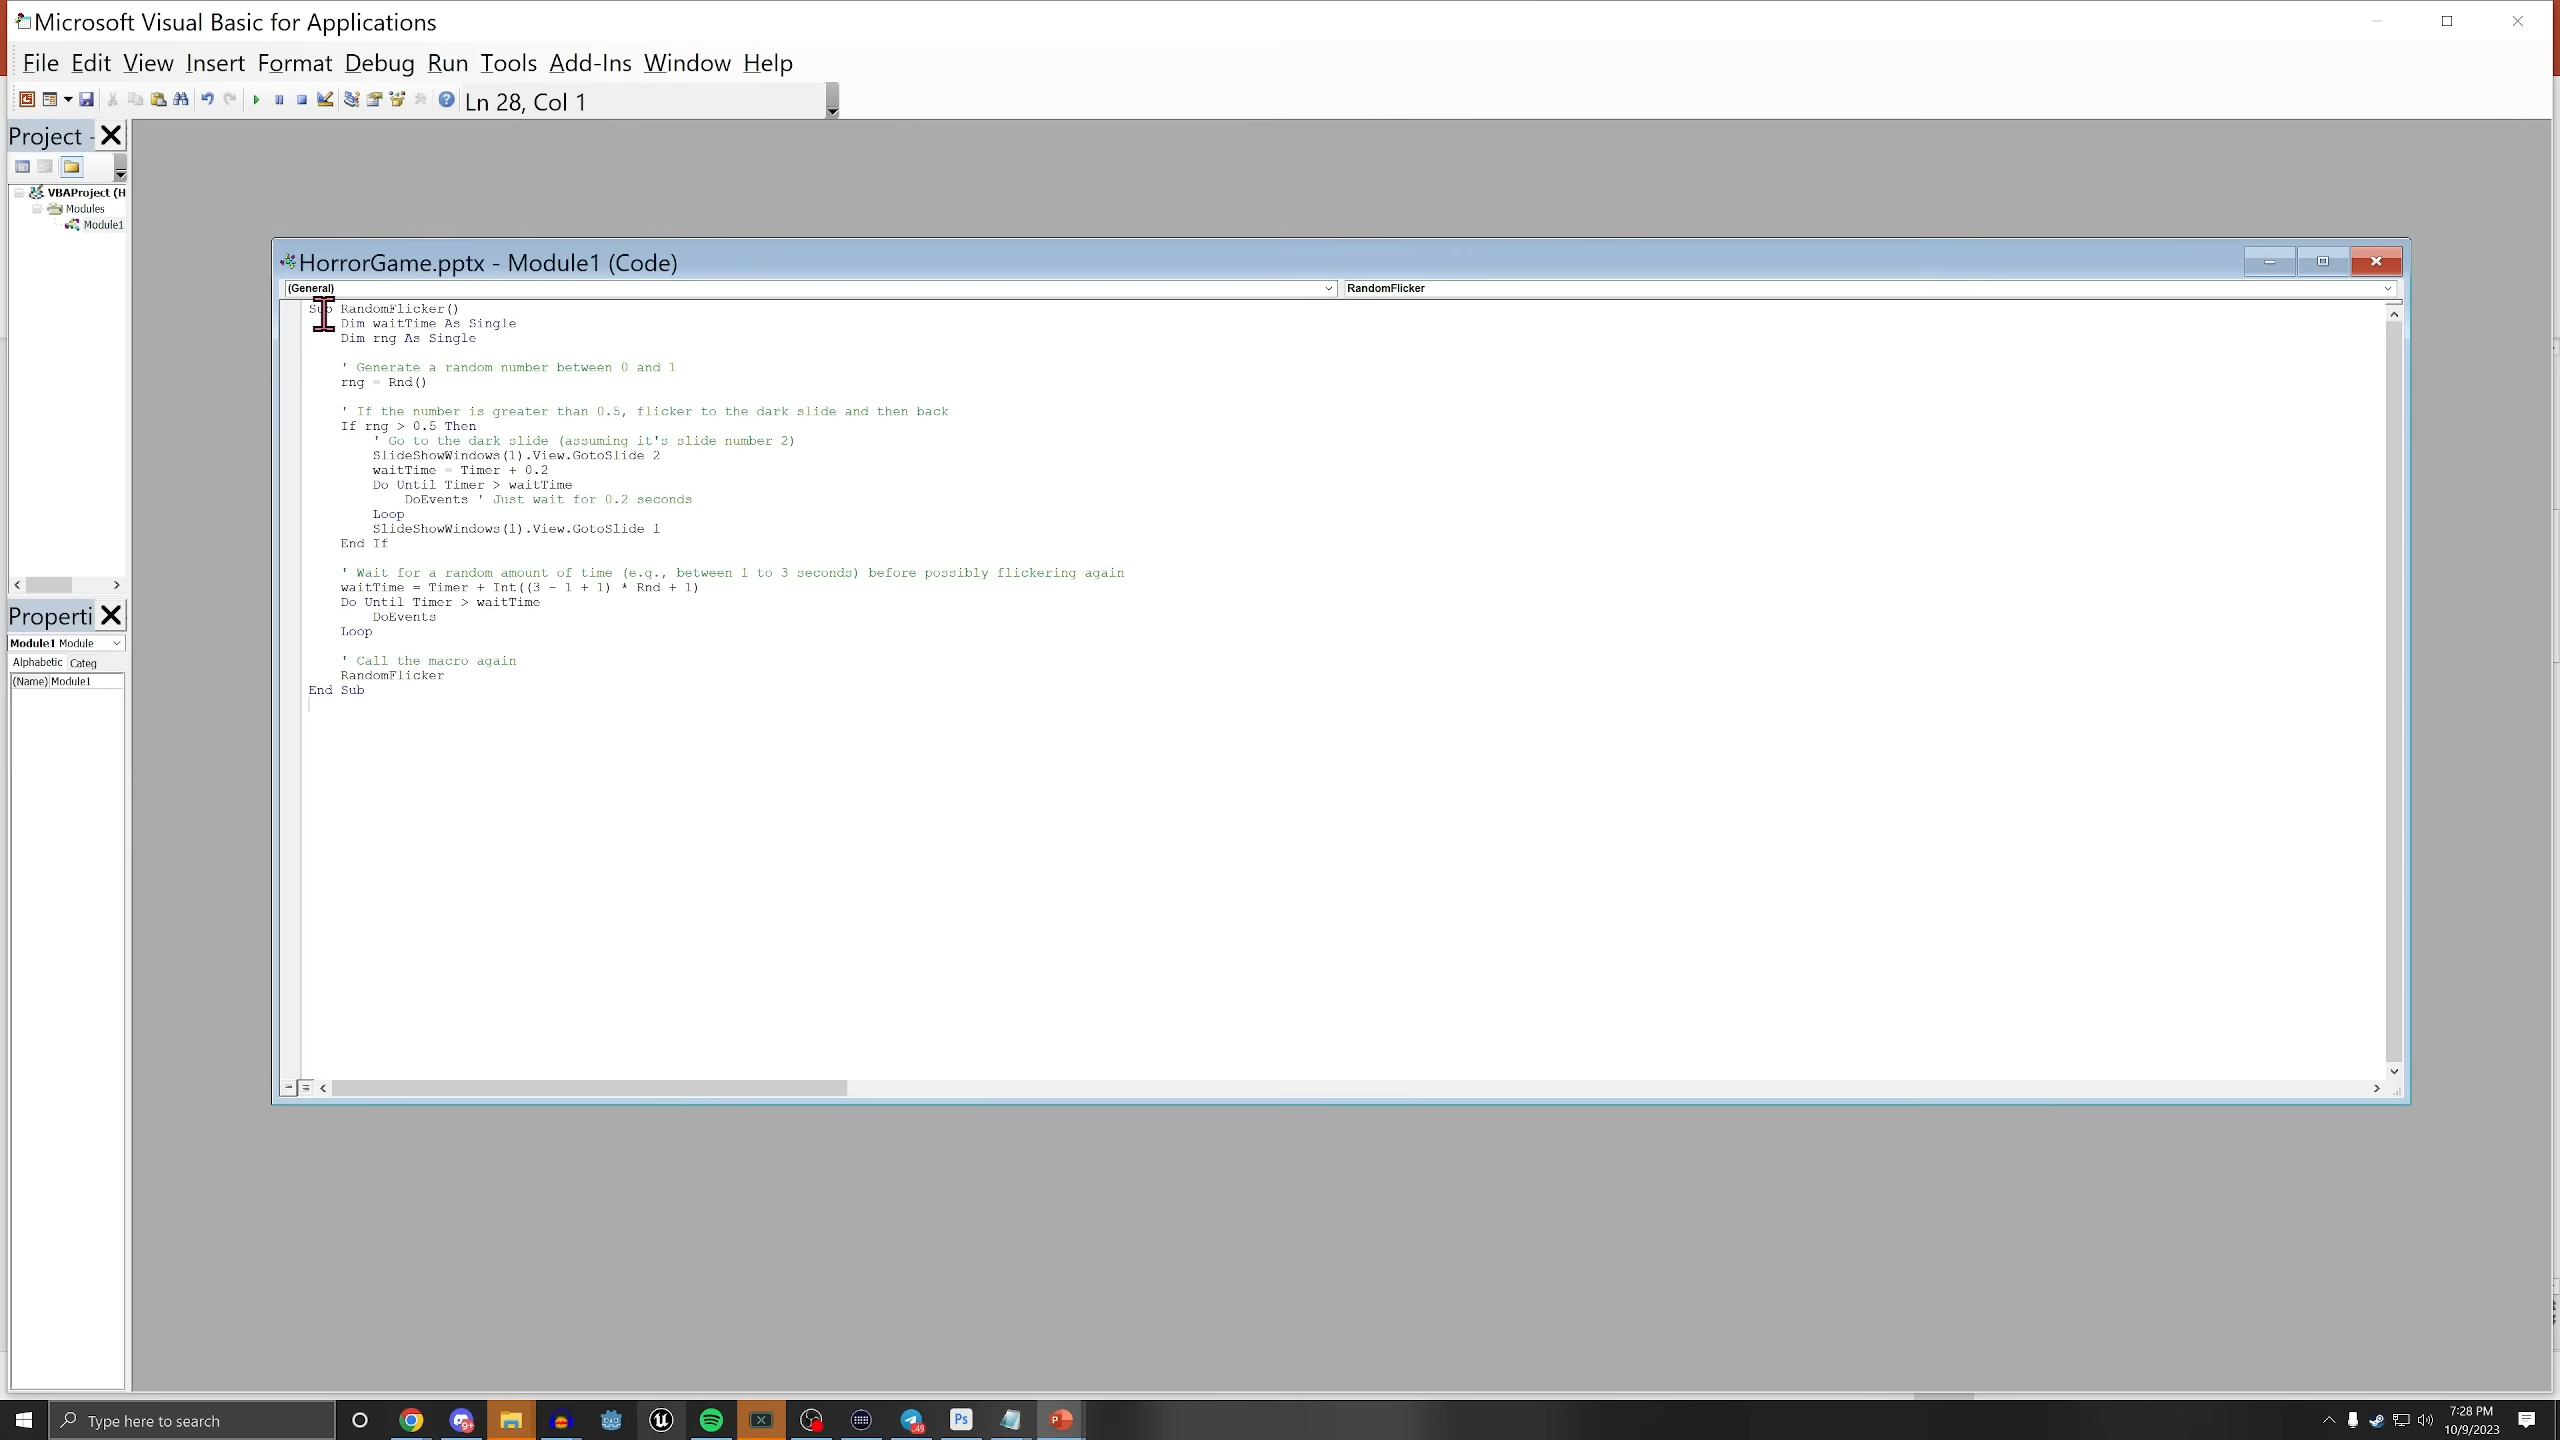 Microsoft Visual Basic for Applications
File Edit View Insert Format Debug Run Tools Add-Ins Window Help
Ln 28, Col 1
Project -
VBAProject (H
Modules
Module1
HorrorGame.pptx - Module1 (Code)
(General)
RandomFlicker
Sub RandomFlicker()
Dim waitTime As Single
Dim rng As Single
' Generate a random number between 0 and 1
rng = Rnd()
' If the number is greater than 0.5, flicker to the dark slide and then back
If rng > 0.5 Then
' Go to the dark slide (assuming it's slide number 2)
SlideShowWindows(1).View.GotoSlide 2
waitTime = Timer + 0.2
Do Until Timer > waitTime
DoEvents ' Just wait for 0.2 seconds
Loop
SlideShowWindows(1).View.GotoSlide 1
End If
' Wait for a random amount of time (e.g., between 1 to 3 seconds) before possibly flickering again
waitTime = Timer + Int((3 - 1 + 1) * Rnd + 1)
Do Until Timer > waitTime
DoEvents
Loop
' Call the macro again
RandomFlicker
End Sub
Properti
Module1 Module
Alphabetic Categ
(Name) Module1
Type here to search
Ps
49
7:28 PM
10/9/2023